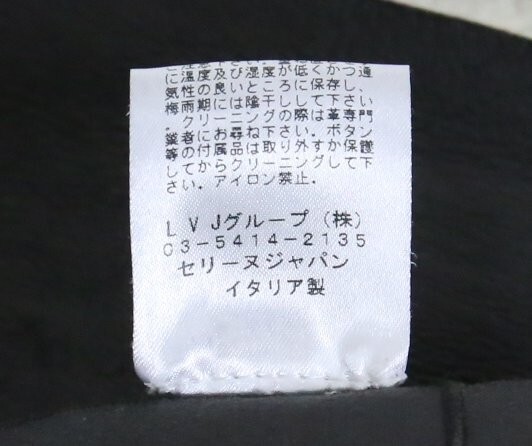 に温度及び湿度が低くかつ通
気性の良いところに保存し、
梅雨期には陰干しして下さい
。クリーニングの際は革専門
業者にお尋ね下さい。ボタン
等の付属品は取り外すか保護
してからクリーニングして下
さい。アイロン禁止。
LVJグループ(株)
03-5414-2135
セリーヌジャパン
イタリア製